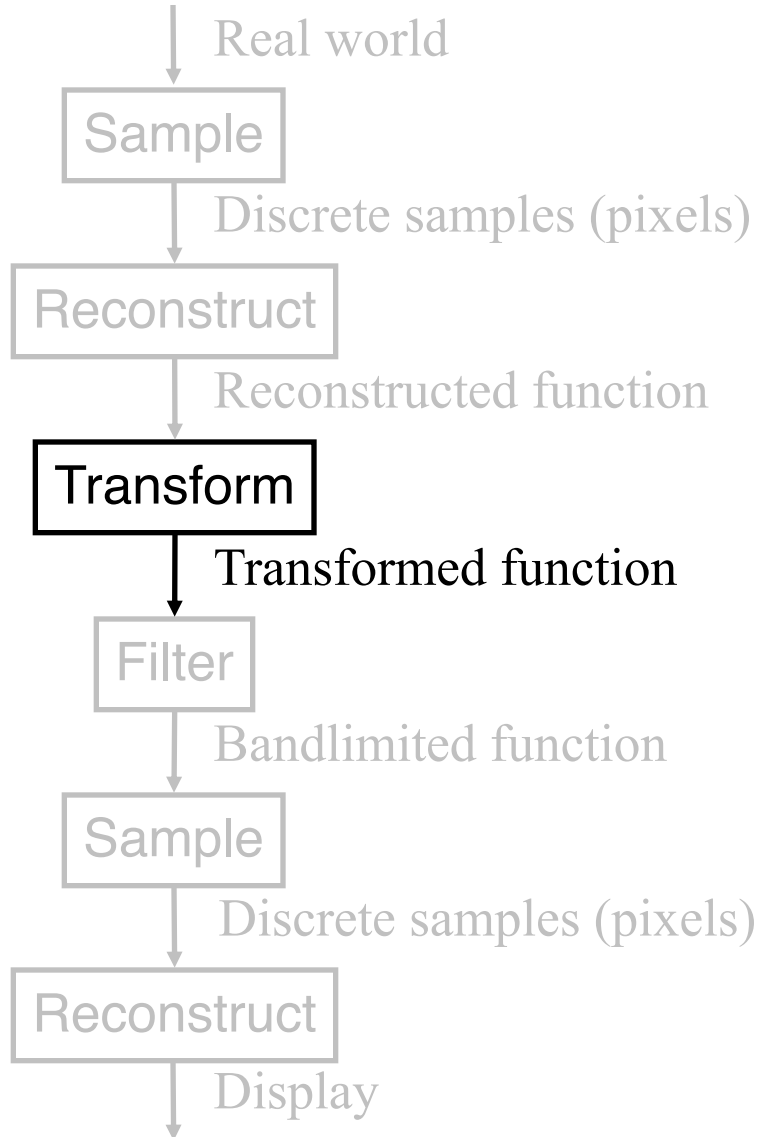 Real world
Sample
Discrete samples (pixels)
Reconstruct
Reconstructed function
Transform
Transformed function
Filter
Bandlimited function
Sample
Discrete samples (pixels)
Reconstruct
Display